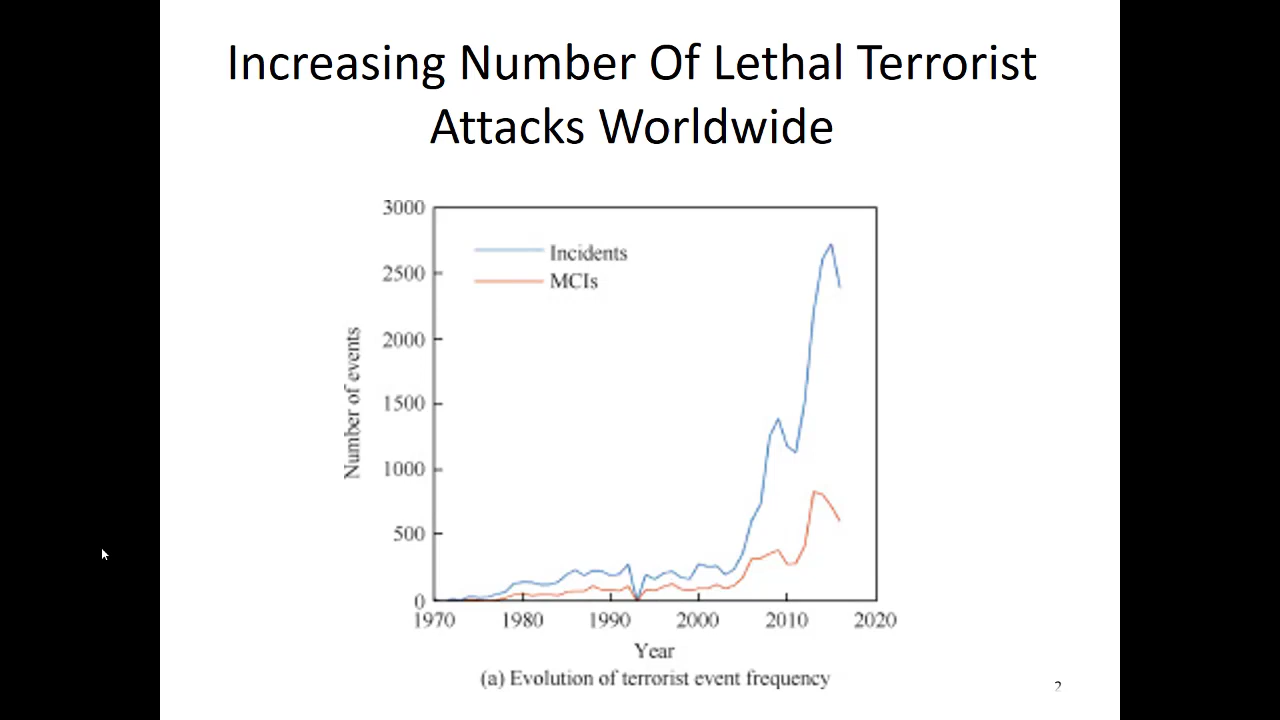 Increasing Number Of Lethal Terrorist
Attacks Worldwide
3000
2500
2000
1500
1000
500
0
Number of events
Incidents
MCIs
1970 1980 1990 2000 2010 2020
Year
(a) Evolution of terrorist event frequency
2